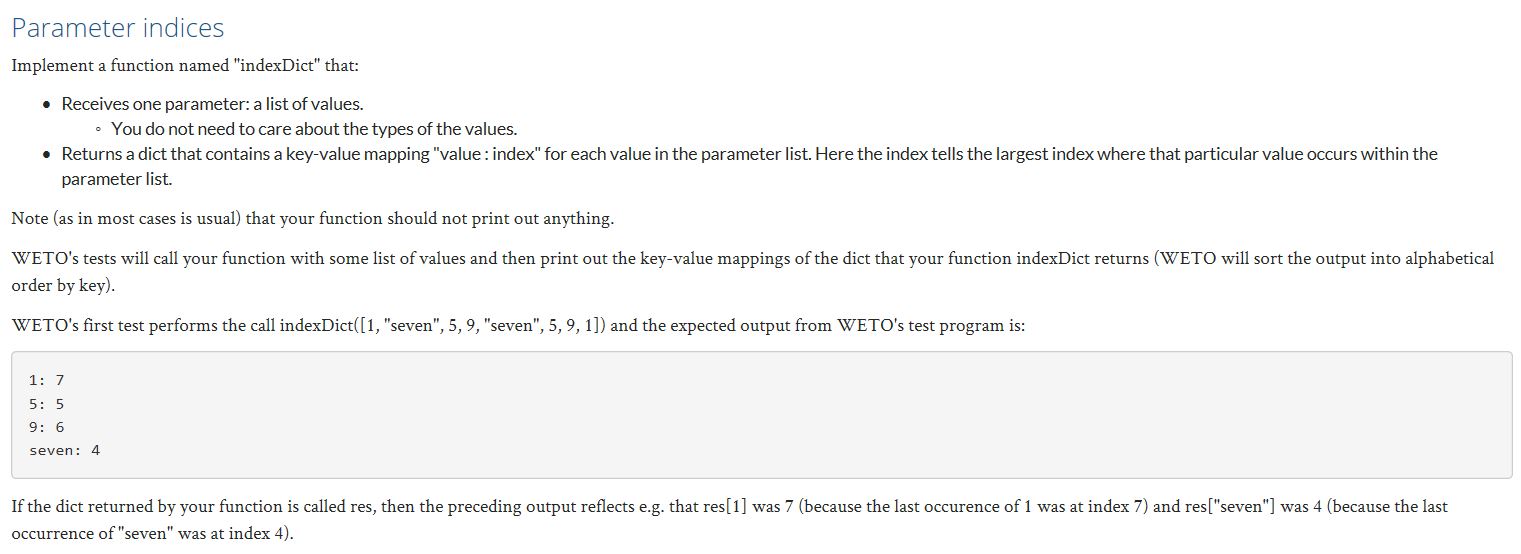 Parameter indices
Implement a function named "indexDict" that:
• Receives one parameter: a list of values.
◦ You do not need to care about the types of the values.
• Returns a dict that contains a key-value mapping "value : index" for each value in the parameter list. Here the index tells the largest index where that particular value occurs within the
parameter list.
Note (as in most cases is usual) that your function should not print out anything.
WETO's tests will call your function with some list of values and then print out the key-value mappings of the dict that your function indexDict returns (WETO will sort the output into alphabetical
order by key).
WETO's first test performs the call indexDict([1, "seven", 5, 9, "seven", 5, 9, 1]) and the expected output from WETO's test program is:
1: 7
5: 5
9: 6
seven: 4
If the dict returned by your function is called res, then the preceding output reflects e.g. that res[1] was 7 (because the last occurence of 1 was at index 7) and res["seven"] was 4 (because the last
occurrence of "seven" was at index 4).